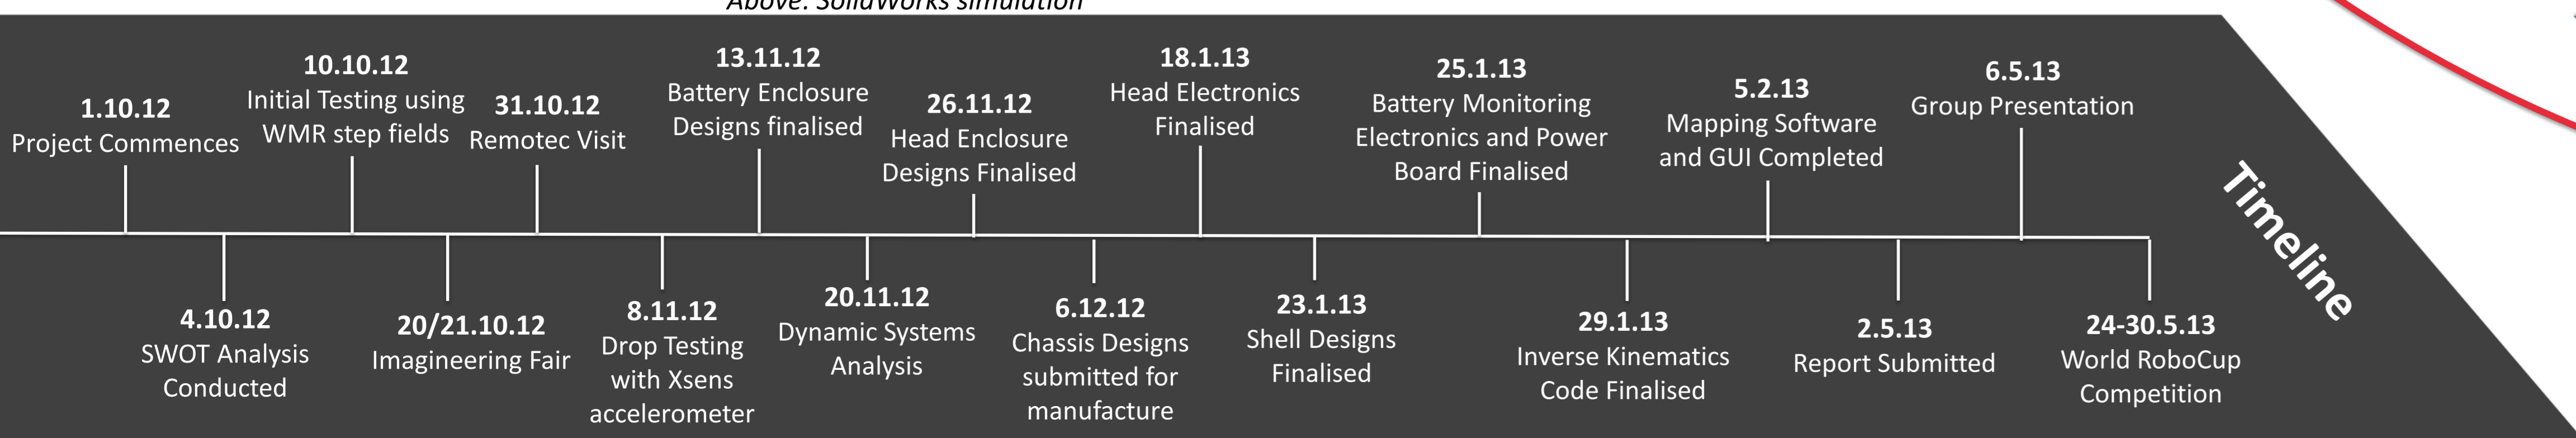 Above: SolidWorks simulation
1.10.12
Project Commences
4.10.12
SWOT Analysis
Conducted
10.10.12
Initial Testing using
WMR step fields
20/21.10.12
Imagineering Fair
31.10.12
Remotec Visit
8.11.12
Drop Testing
with Xsens
accelerometer
13.11.12
Battery Enclosure
Designs finalised
20.11.12
Dynamic Systems
Analysis
26.11.12
Head Enclosure
Designs Finalised
6.12.12
Chassis Designs
submitted for
manufacture
18.1.13
Head Electronics
Finalised
23.1.13
Shell Designs
Finalised
25.1.13
Battery Monitoring
Electronics and Power
Board Finalised
29.1.13
Inverse Kinematics
Code Finalised
5.2.13
Mapping Software
and GUI Completed
2.5.13
Report Submitted
6.5.13
Group Presentation
24-30.5.13
World RoboCup
Competition
Timeline